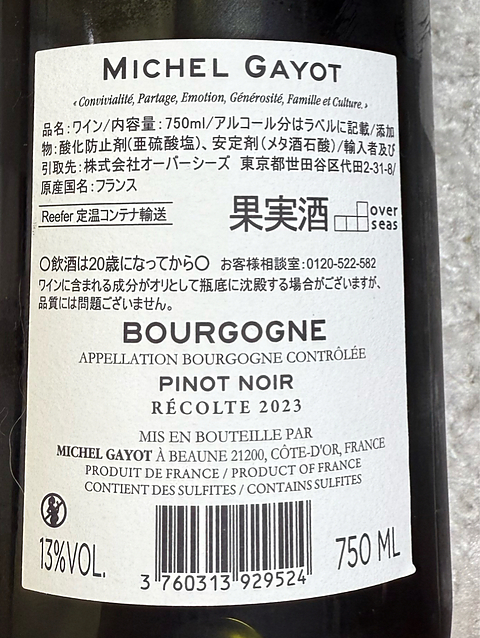 MICHEL GAYOT
« Convivialité, Partage, Emotion, Générosité, Famille et Culture. »
品名:ワイン/内容量:750ml/アルコール分はラベルに記載/添加
物:酸化防止剤(亜硫酸塩)、安定剤(メタ酒石酸)/輸入者及び
引取先:株式会社オーバーシーズ 東京都世田谷区代田2-31-8/
原産国名:フランス
Reefer 定温コンテナ輸送
果実酒
over
seas
〇飲酒は20歳になってから〇 お客様相談室:0120-522-582
ワインに含まれる成分がオリとして瓶底に沈殿する場合がございますが、
品質には問題ございません。
BOURGOGNE
APPELLATION BOURGOGNE CONTRÔLÉE
PINOT NOIR
RÉCOLTE 2023
MIS EN BOUTEILLE PAR
MICHEL GAYOT À BEAUNE 21200, CÔTE-D'OR, FRANCE
PRODUIT DE FRANCE / PRODUCT OF FRANCE
CONTIENT DES SULFITES / CONTAINS SULFITES
13%VOL.
750 ML
3 760313 929524